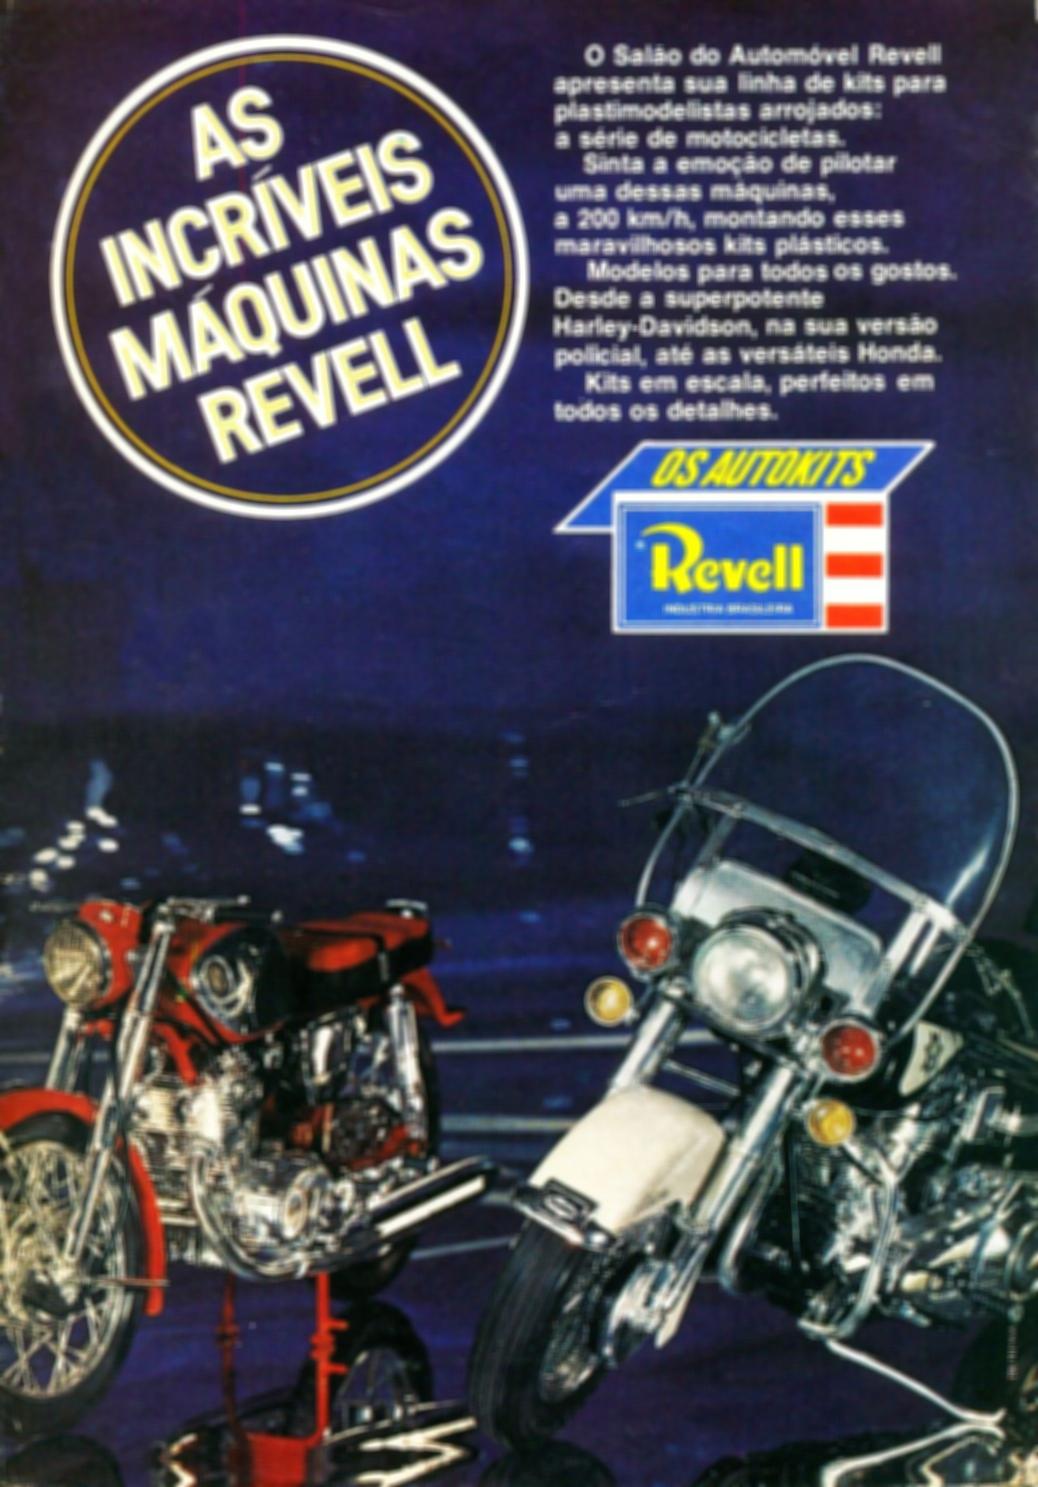 AS
INCRÍVEIS
MÁQUINAS
REVELL
O Salão do Automóvel Revell
apresenta sua linha de kits para
plastimodelistas arrojados:
a série de motocicletas.
Sinta a emoção de pilotar
uma dessas máquinas,
a 200 km/h, montando esses
maravilhosos kits plásticos.
Modelos para todos os gostos.
Desde a superpotente
Harley-Davidson, na sua versão
policial, até as versáteis Honda.
Kits em escala, perfeitos em
todos os detalhes.
OS AUTOKITS
Revell
INDÚSTRIA BRASILEIRA